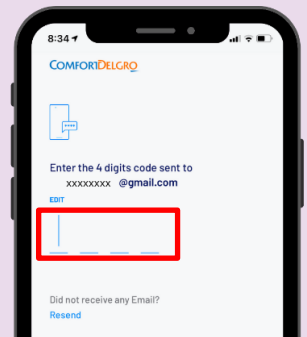 8:34
COMFORTDELGRO
Enter the 4 digits code sent to
xxxxxxxx @gmail.com
EDIT
Did not receive any Email?
Resend